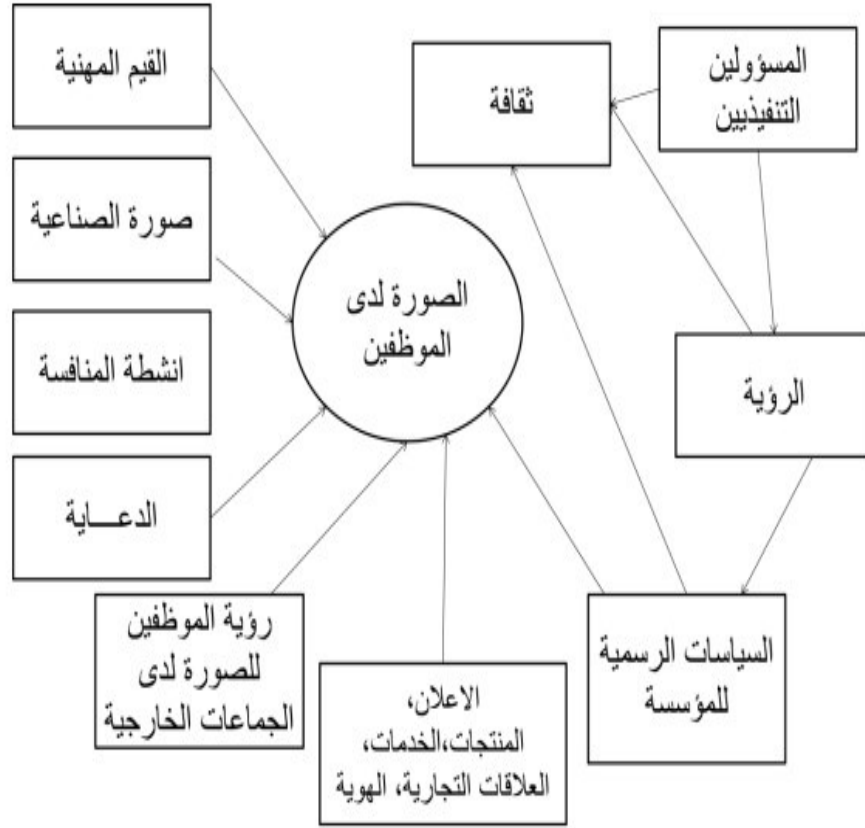 القيم المهنية
المسؤولين
التنفيذيين
ثقافة
صورة الصناعية
الصورة لدى
الموظفين
انشطة المنافسة
الرؤية
الدعـــاية
رؤية الموظفين
للصورة لدى
الجماعات الخارجية
الاعلان،
المنتجات،الخدمات،
العلاقات التجارية، الهوية
السياسات الرسمية
للمؤسسة